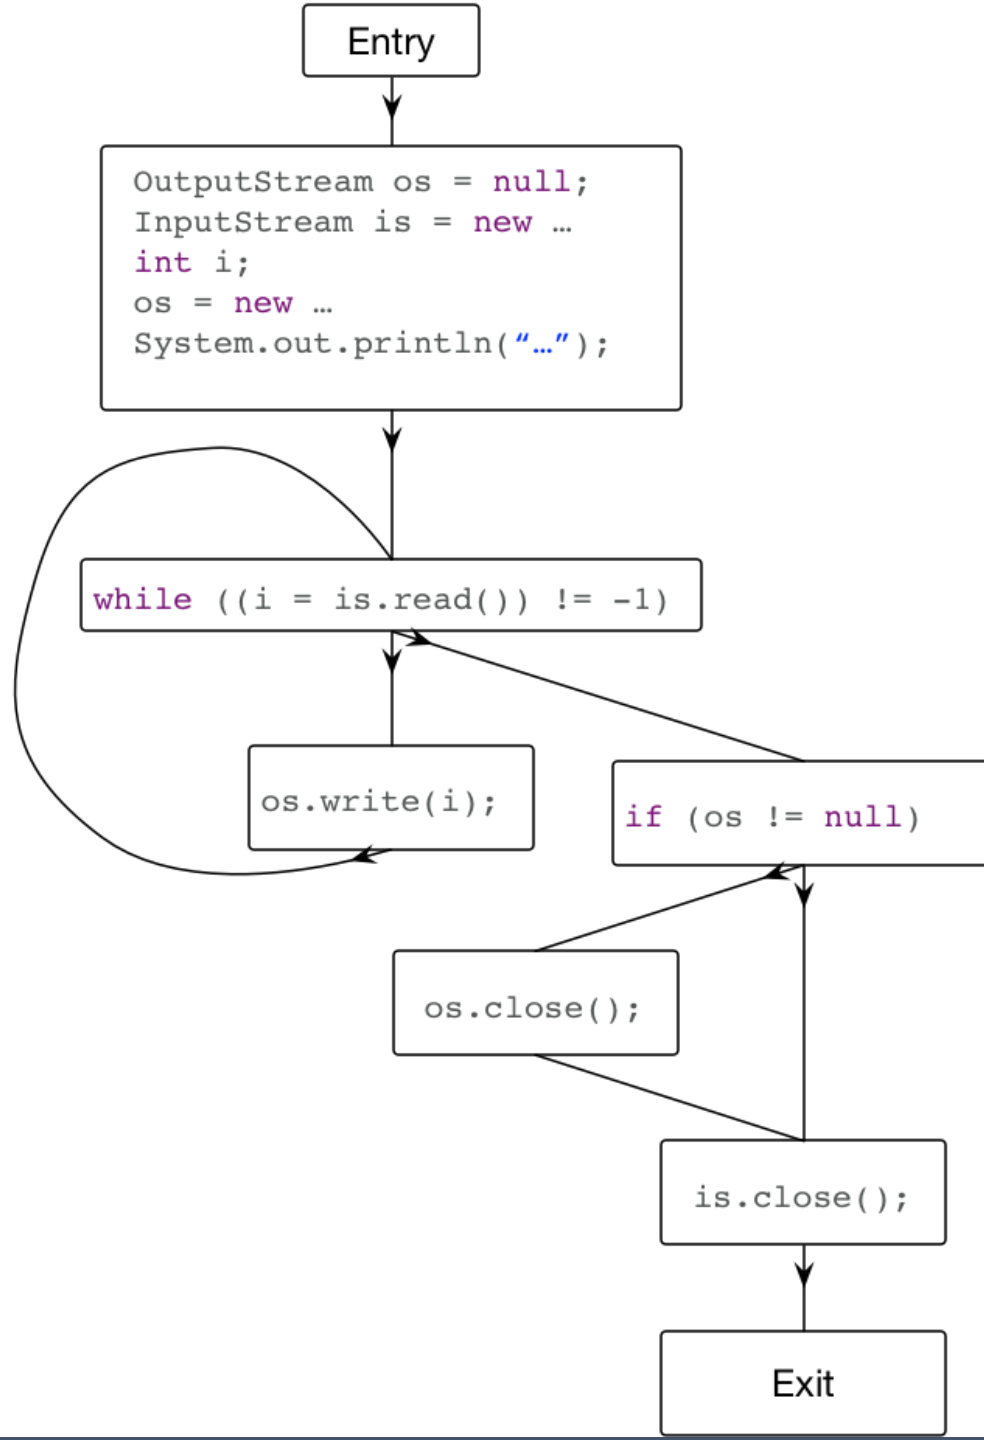 Entry
OutputStream os = null;
InputStream is = new …
int i;
os = new …
System.out.println(“…”);
while ((i = is.read()) != -1)
os.write(i);
if (os != null)
os.close();
is.close();
Exit